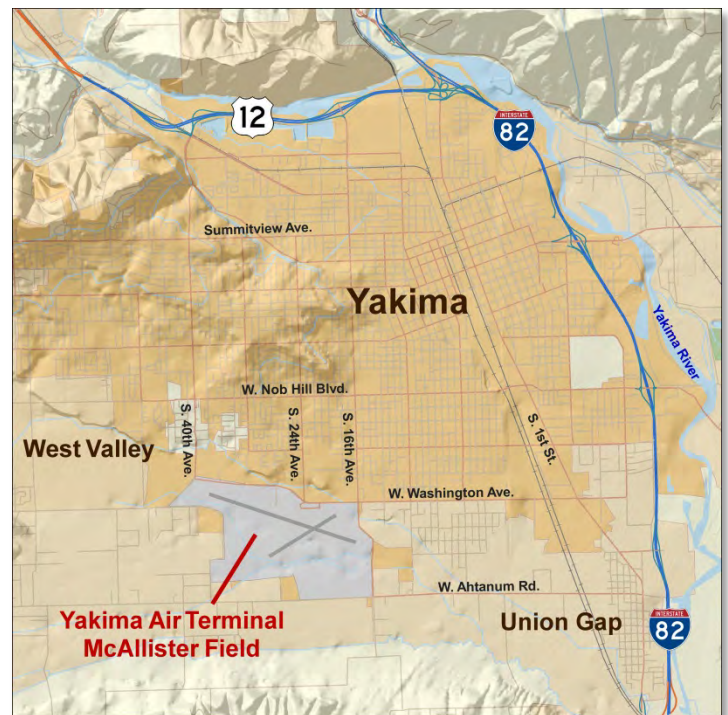 12
INTERSTATE
82
Summitview Ave.
Yakima
Yakima River
W. Nob Hill Blvd.
S. 40th Ave.
S. 24th Ave.
S. 16th Ave.
S. 1st St.
West Valley
W. Washington Ave.
W. Ahtanum Rd.
Yakima Air Terminal
McAllister Field
Union Gap
INTERSTATE
82